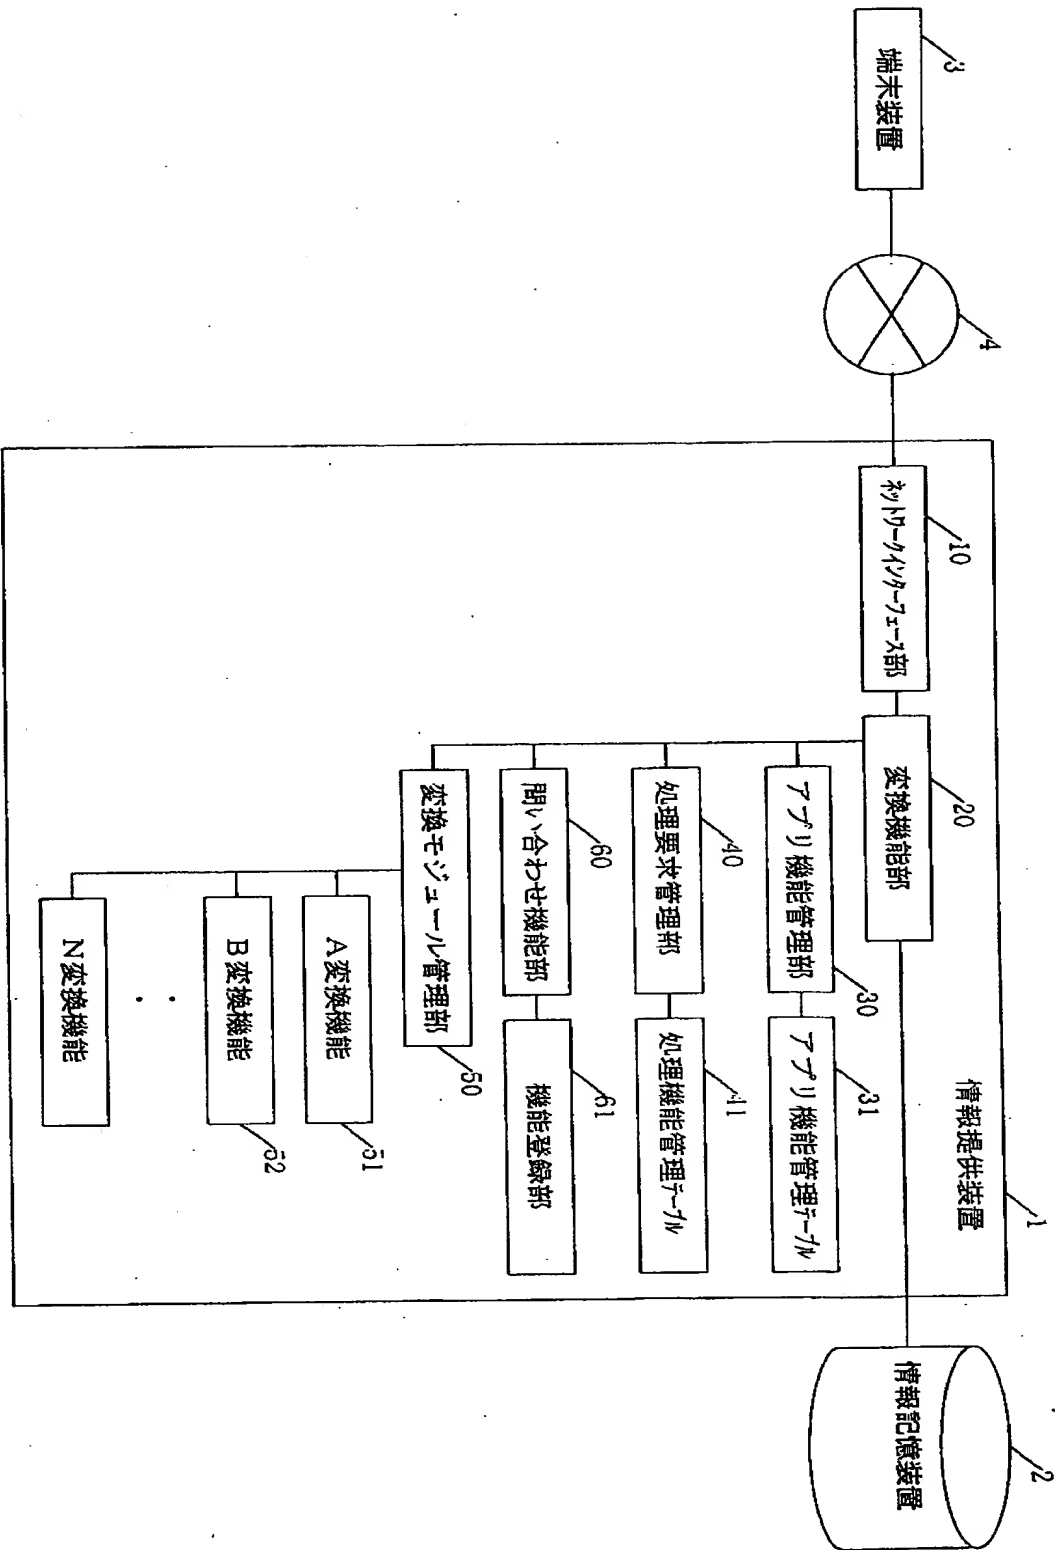 端末装置
3
4
情報提供装置
1
ネットワークインターフェース部
10
変換機能部
20
アプリ機能管理部
30
アプリ機能管理テーブル
31
処理要求管理部
40
処理機能管理テーブル
41
問い合わせ機能部
60
機能登録部
61
変換モジュール管理部
50
A変換機能
51
B変換機能
52
・
・
N変換機能
情報記憶装置
2